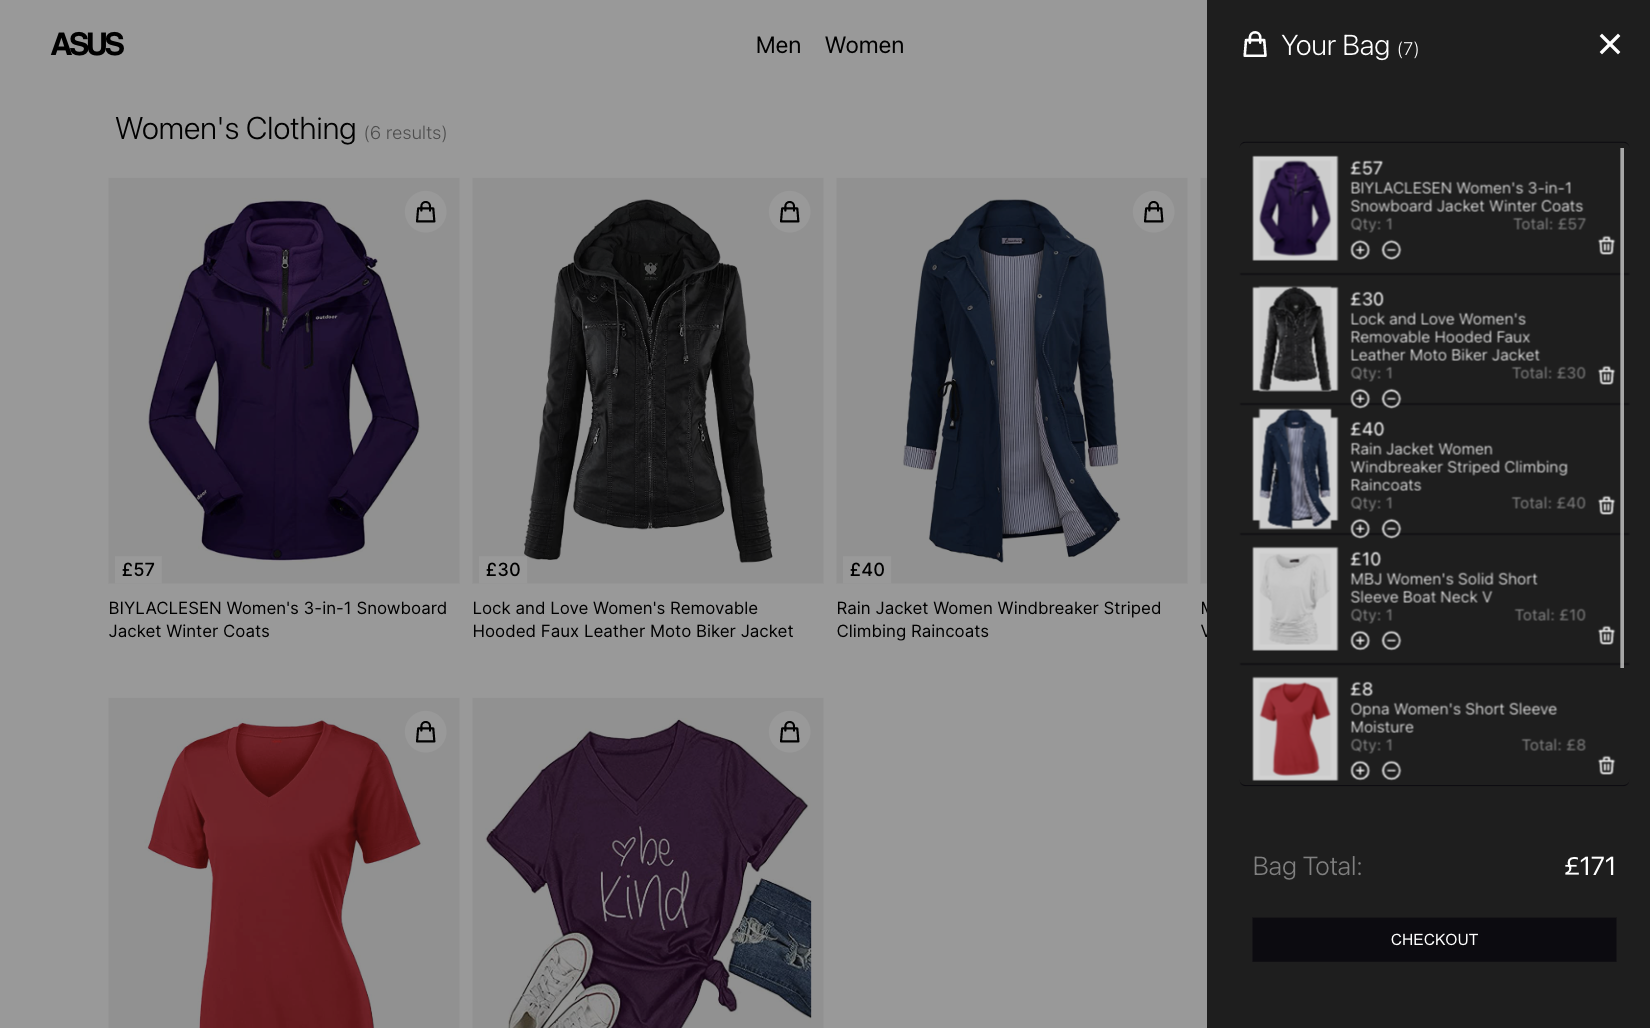 ASUS
Men Women
Women's Clothing (6 results)
Outdoor
£57
BIYLACLESEN Women's 3-in-1 Snowboard
Jacket Winter Coats
£30
Lock and Love Women's Removable
Hooded Faux Leather Moto Biker Jacket
£40
Rain Jacket Women Windbreaker Striped
Climbing Raincoats
be
kind
Your Bag (7)
£57
BIYLACLESEN Women's 3-in-1
Snowboard Jacket Winter Coats
Qty: 1 Total: £57
£30
Lock and Love Women's
Removable Hooded Faux
Leather Moto Biker Jacket
Qty: 1 Total: £30
£40
Rain Jacket Women
Windbreaker Striped Climbing
Raincoats
Qty: 1 Total: £40
£10
MBJ Women's Solid Short
Sleeve Boat Neck V
Qty: 1 Total: £10
£8
Opna Women's Short Sleeve
Moisture
Qty: 1 Total: £8
Bag Total: £171
CHECKOUT